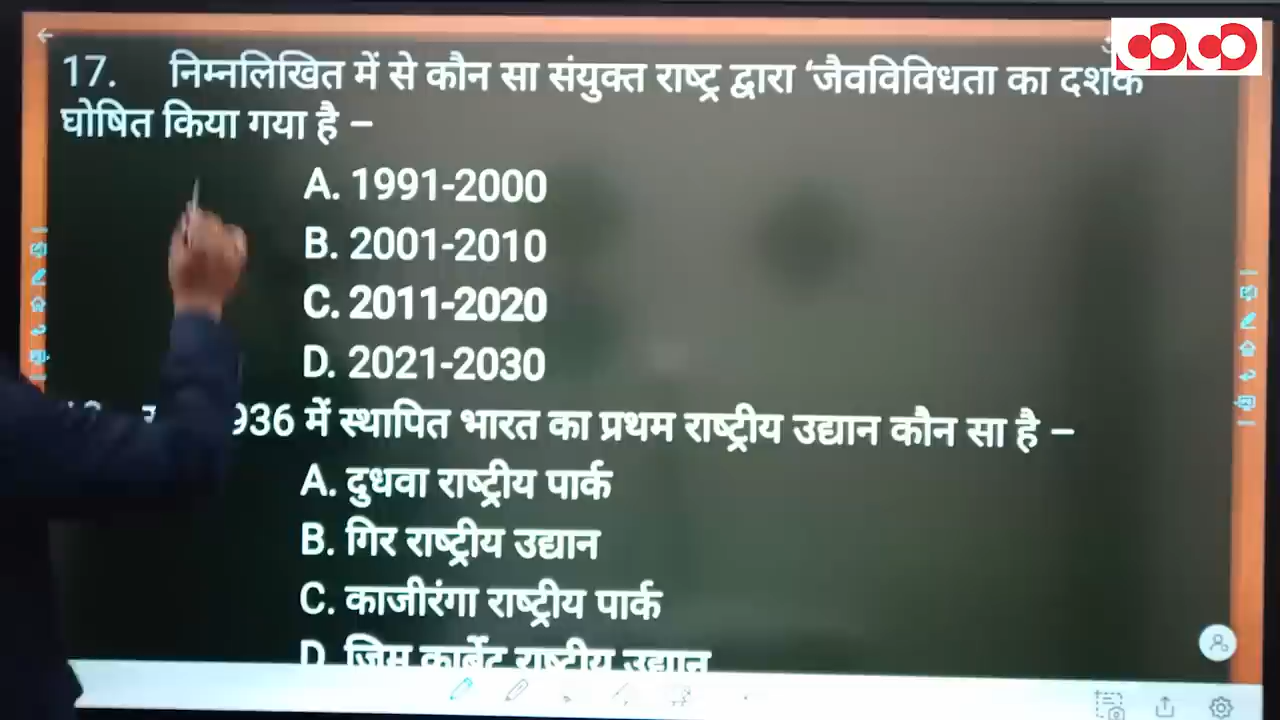 17. निम्नलिखित में से कौन सा संयुक्त राष्ट्र द्वारा ‘जैवविविधता का दशक
घोषित किया गया है –
A. 1991-2000
B. 2001-2010
C. 2011-2020
D. 2021-2030
936 में स्थापित भारत का प्रथम राष्ट्रीय उद्यान कौन सा है –
A. दुधवा राष्ट्रीय पार्क
B. गिर राष्ट्रीय उद्यान
C. काजीरंगा राष्ट्रीय पार्क
D जिम कार्बेट राष्ट्रीय उद्यान